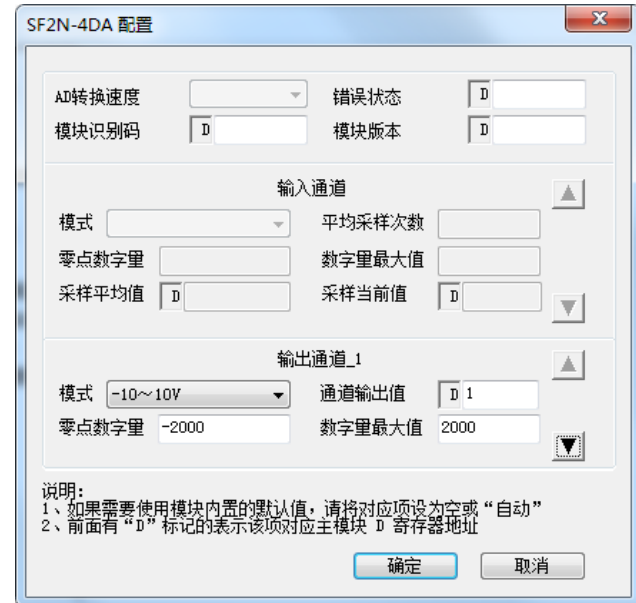 SF2N-4DA 配置
AD转换速度 错误状态 D
模块识别码 D 模块版本 D
输入通道
模式 平均采样次数
零点数字量 数字量最大值
采样平均值 D 采样当前值 D
输出通道_1
模式 -10～10V 通道输出值 D 1
零点数字量 -2000 数字量最大值 2000
说明:
1、如果需要使用模块内置的默认值，请将对应项设为空或“自动”
2、前面有“D”标记的表示该项对应主模块 D 寄存器地址
确定 取消